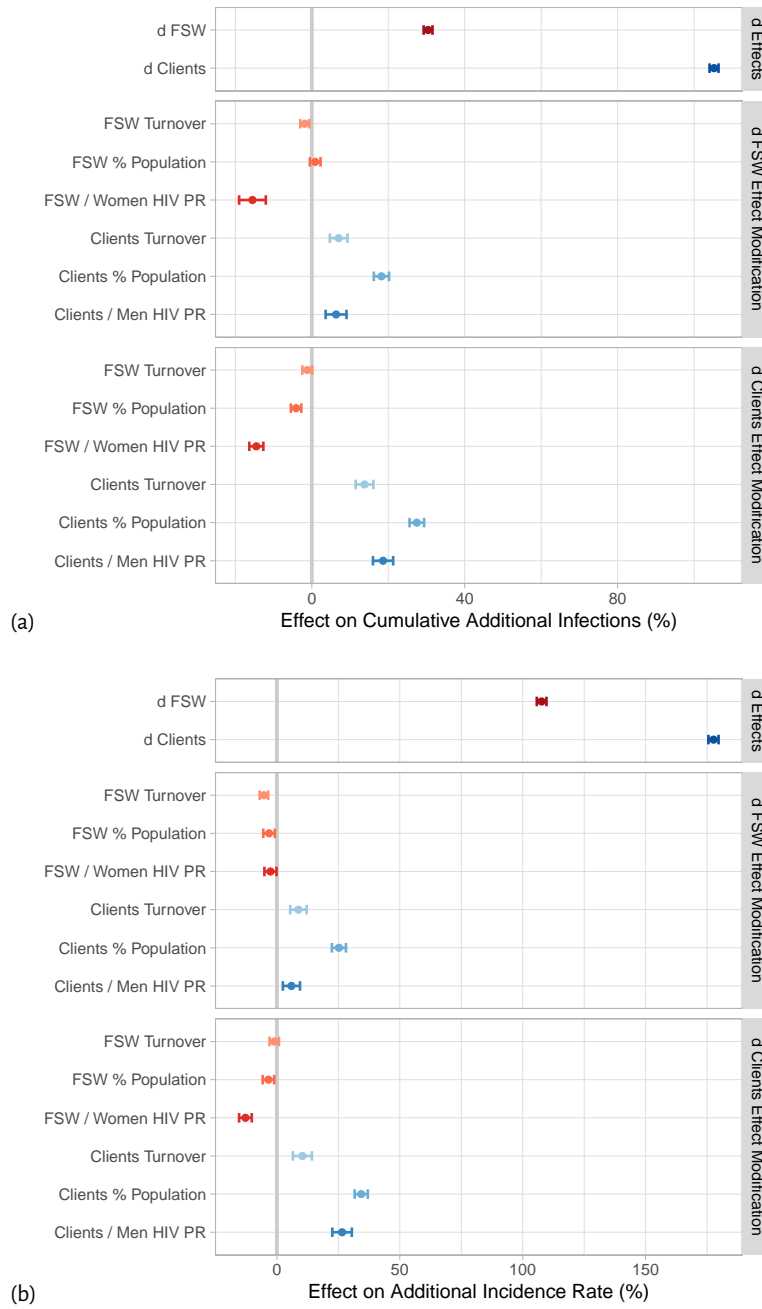 d FSW
d Clients
d Effects
FSW Turnover
FSW % Population
FSW / Women HIV PR
Clients Turnover
Clients % Population
Clients / Men HIV PR
d FSW Effect Modification
FSW Turnover
FSW % Population
FSW / Women HIV PR
Clients Turnover
Clients % Population
Clients / Men HIV PR
d Clients Effect Modification
0 40 80
(a) Effect on Cumulative Additional Infections (%)
d FSW
d Clients
d Effects
FSW Turnover
FSW % Population
FSW / Women HIV PR
Clients Turnover
Clients % Population
Clients / Men HIV PR
d FSW Effect Modification
FSW Turnover
FSW % Population
FSW / Women HIV PR
Clients Turnover
Clients % Population
Clients / Men HIV PR
d Clients Effect Modification
0 50 100 150
(b) Effect on Additional Incidence Rate (%)